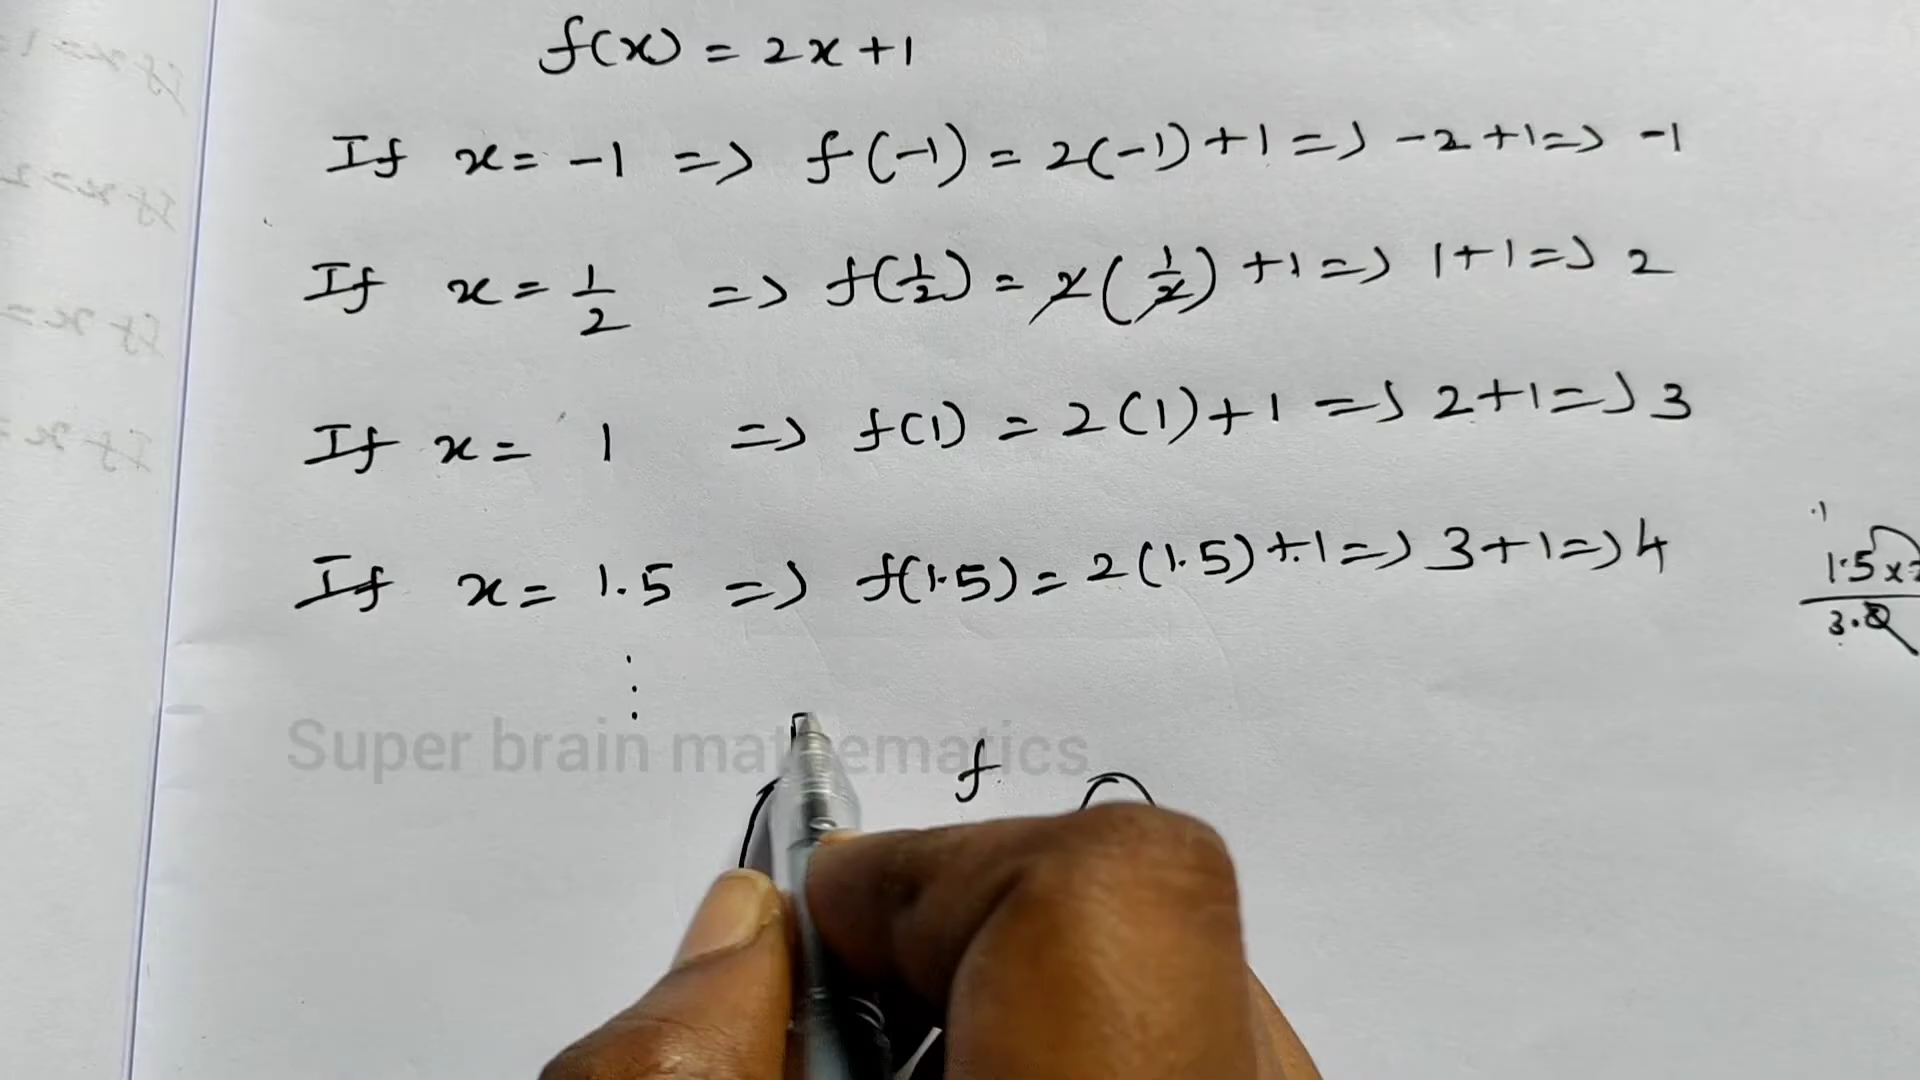 f(x) = 2x+1
If x = -1 => f(-1) = 2(-1)+1 => -2+1 => -1
If x = 1/2 => f(1/2) = 2(1/2)+1 => 1+1 => 2
If x = 1 => f(1) = 2(1)+1 => 2+1 => 3
If x = 1.5 => f(1.5) = 2(1.5)+1 => 3+1 => 4
1.5x2
3.0
⋮
Super brain mathematics
f